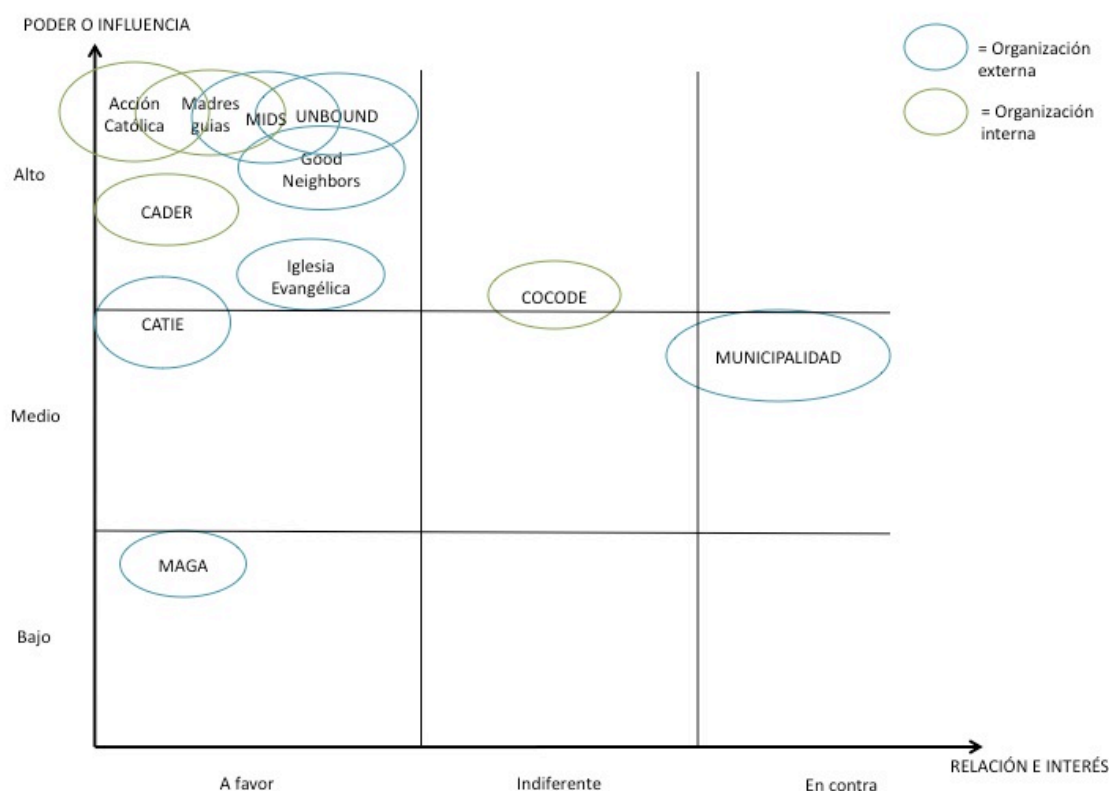 PODER O INFLUENCIA
= Organización
externa
= Organización
interna
Acción
Católica
Madres
guias
MIDS
UNBOUND
Good
Neighbors
Alto
CADER
Iglesia
Evangélica
COCODE
CATIE
MUNICIPALIDAD
Medio
MAGA
Bajo
RELACIÓN E INTERÉS
A favor
Indiferente
En contra